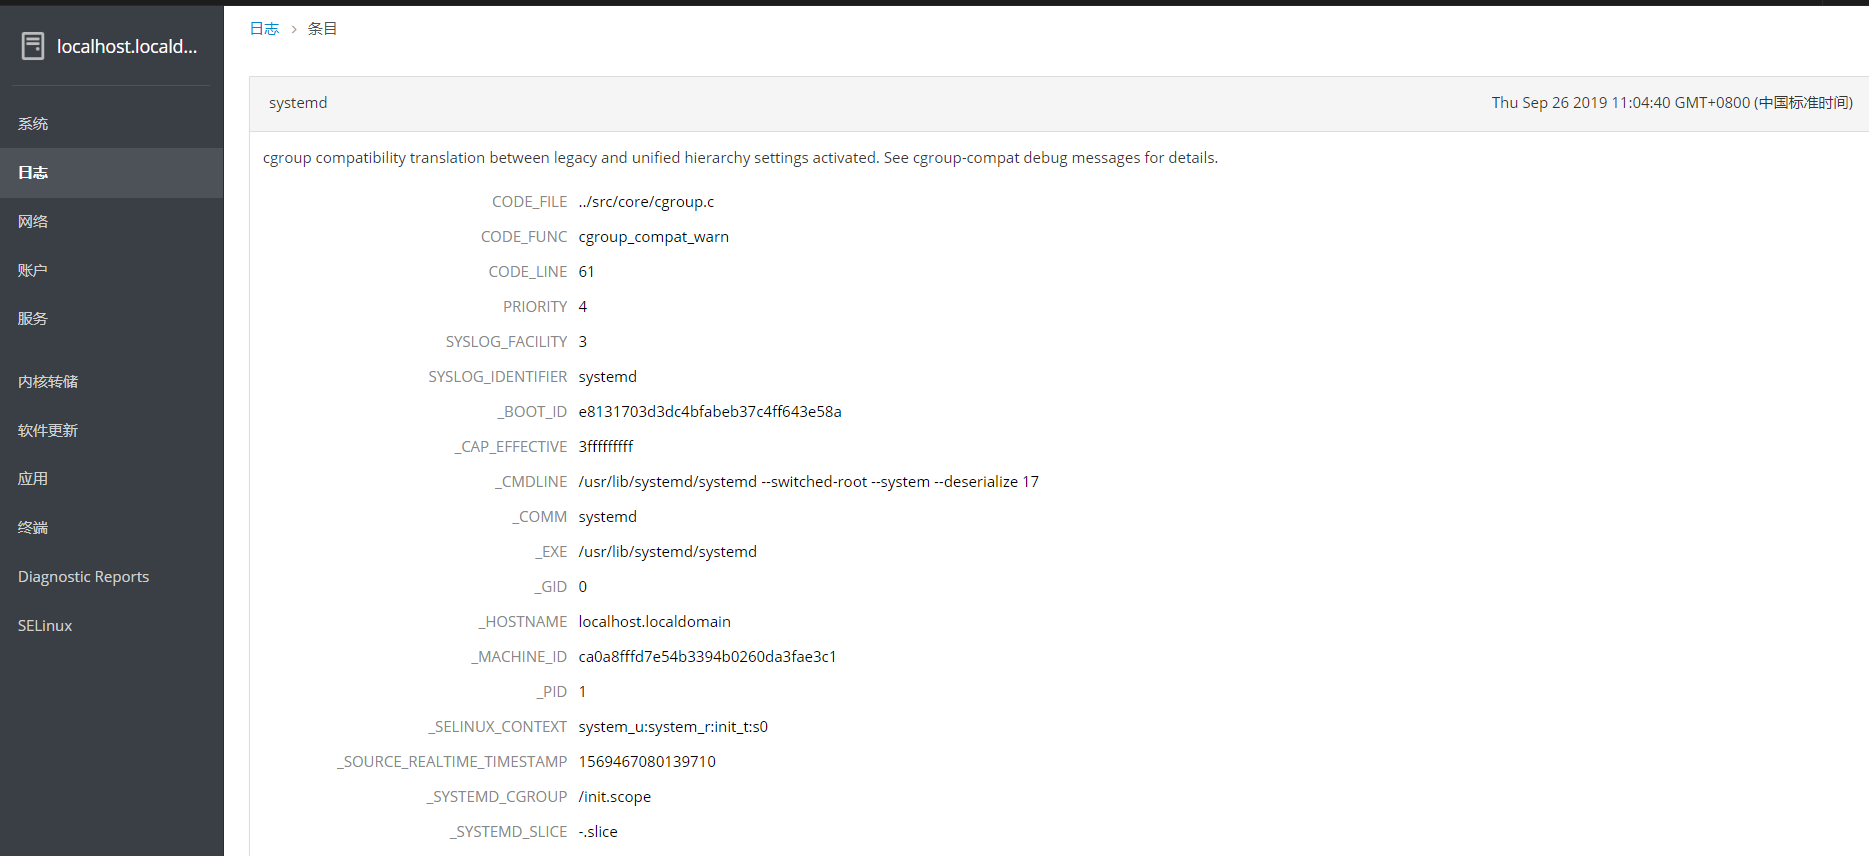 localhost.locald...
系统
日志
网络
账户
服务
内核转储
软件更新
应用
终端
Diagnostic Reports
SELinux
日志 > 条目
systemd Thu Sep 26 2019 11:04:40 GMT+0800 (中国标准时间)
cgroup compatibility translation between legacy and unified hierarchy settings activated. See cgroup-compat debug messages for details.
CODE_FILE ../src/core/cgroup.c
CODE_FUNC cgroup_compat_warn
CODE_LINE 61
PRIORITY 4
SYSLOG_FACILITY 3
SYSLOG_IDENTIFIER systemd
_BOOT_ID e8131703d3dc4bfabeb37c4ff643e58a
_CAP_EFFECTIVE 3fffffffff
_CMDLINE /usr/lib/systemd/systemd --switched-root --system --deserialize 17
_COMM systemd
_EXE /usr/lib/systemd/systemd
_GID 0
_HOSTNAME localhost.localdomain
_MACHINE_ID ca0a8fffd7e54b3394b0260da3fae3c1
_PID 1
_SELINUX_CONTEXT system_u:system_r:init_t:s0
_SOURCE_REALTIME_TIMESTAMP 1569467080139710
_SYSTEMD_CGROUP /init.scope
_SYSTEMD_SLICE -.slice